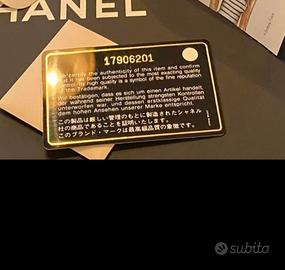 HANEL
17906201
certify the authenticity of this item and confirm
it has been subjected to the most exacting quality
control. Its high quality is a symbol of the fine reputation
of the Trademark.
Wir bestätigen, dass es sich um einen Artikel handelt,
der während seiner Herstellung strengsten Kontrollen
unterworfen war, und dessen erstklassige Qualität
dem hohen Ansehen unserer Marke entspricht.
この製品は厳しい管理のもとに製造されたシャネル
社の商品であることを証明いたします。
このブランド・マークは最高級品の象徴です。
subito